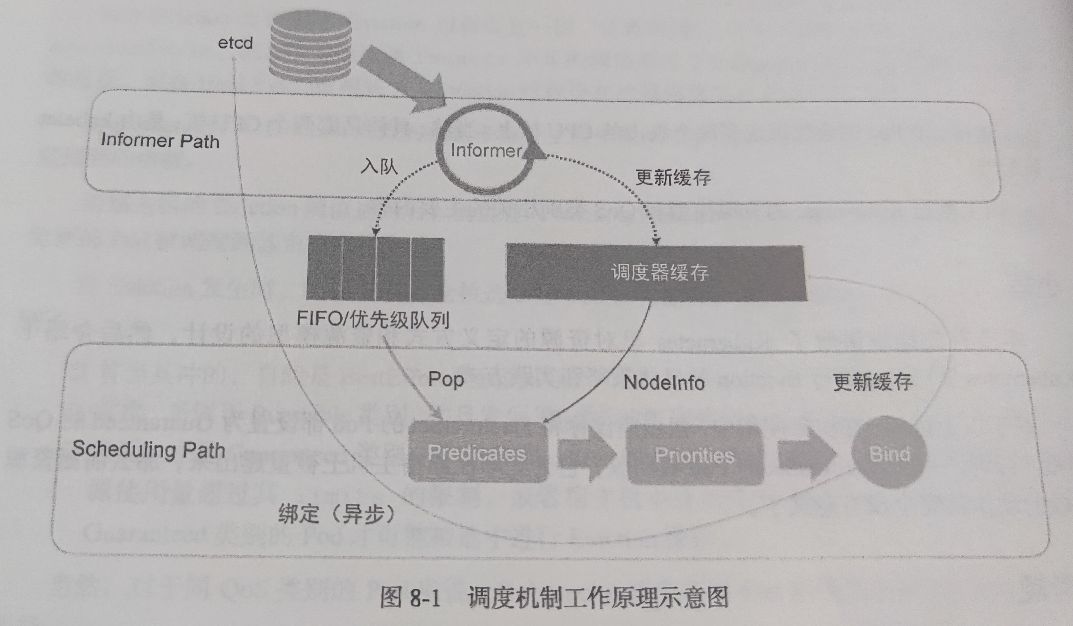 etcd
Informer Path
Informer
入队
更新缓存
调度器缓存
FIFO/优先级队列
Pop
NodeInfo
更新缓存
Scheduling Path
Predicates
Priorities
Bind
绑定（异步）
图 8-1 调度机制工作原理示意图